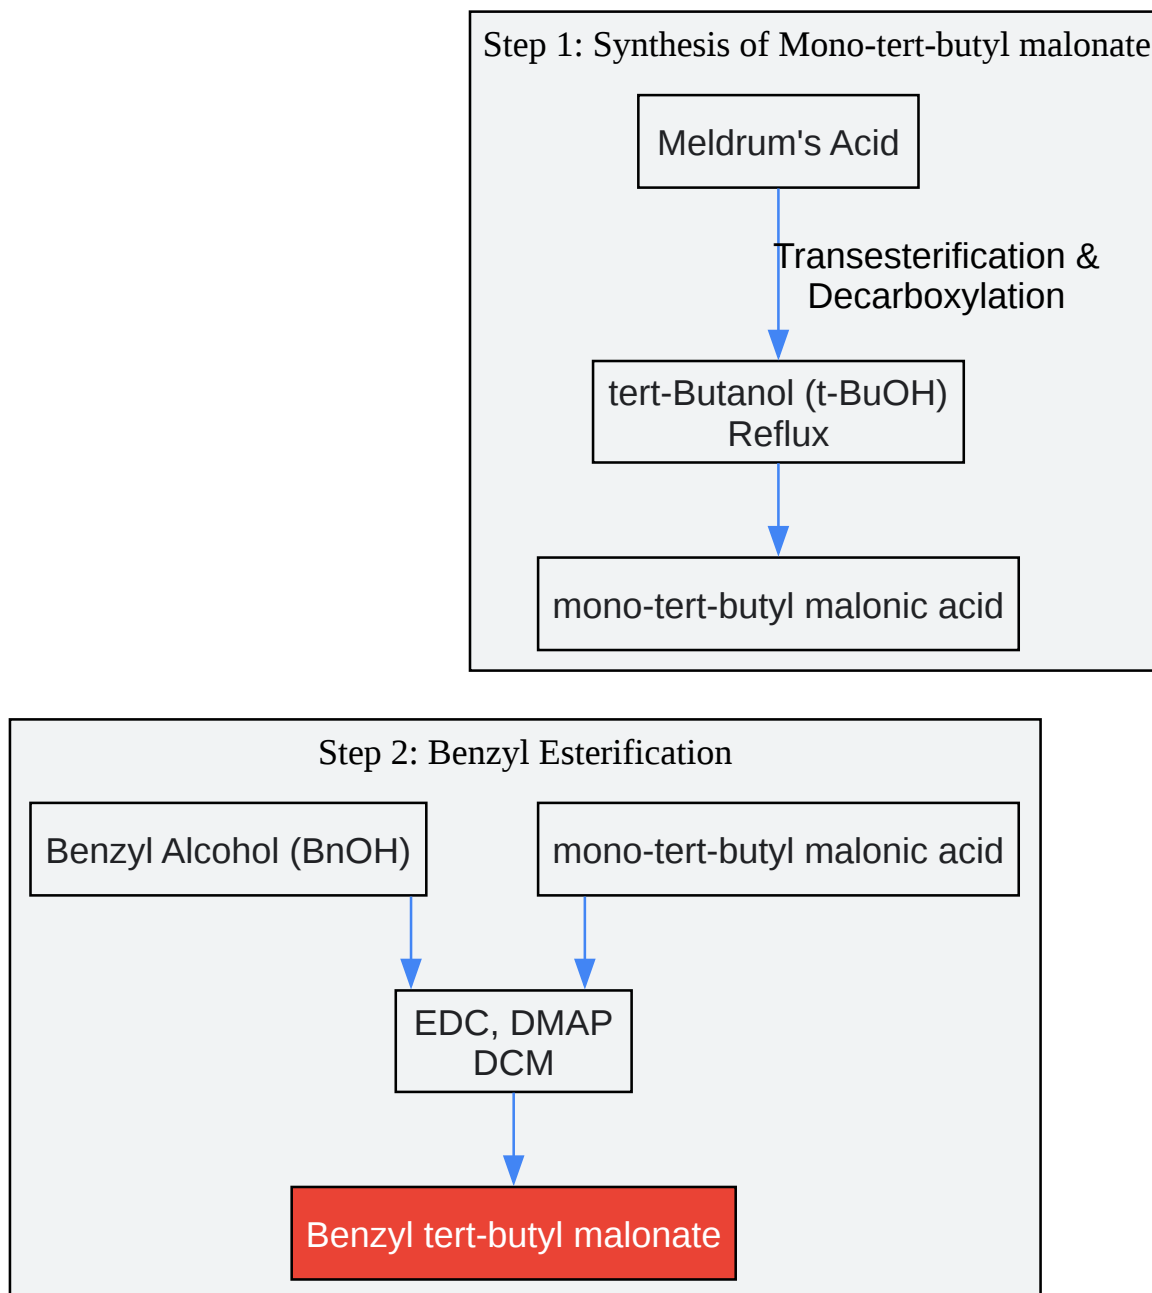 Step 1: Synthesis of Mono-tert-butyl malonate
Meldrum's Acid
Transesterification &
Decarboxylation
tert-Butanol (t-BuOH)
Reflux
mono-tert-butyl malonic acid
Step 2: Benzyl Esterification
Benzyl Alcohol (BnOH)
mono-tert-butyl malonic acid
EDC, DMAP
DCM
Benzyl tert-butyl malonate